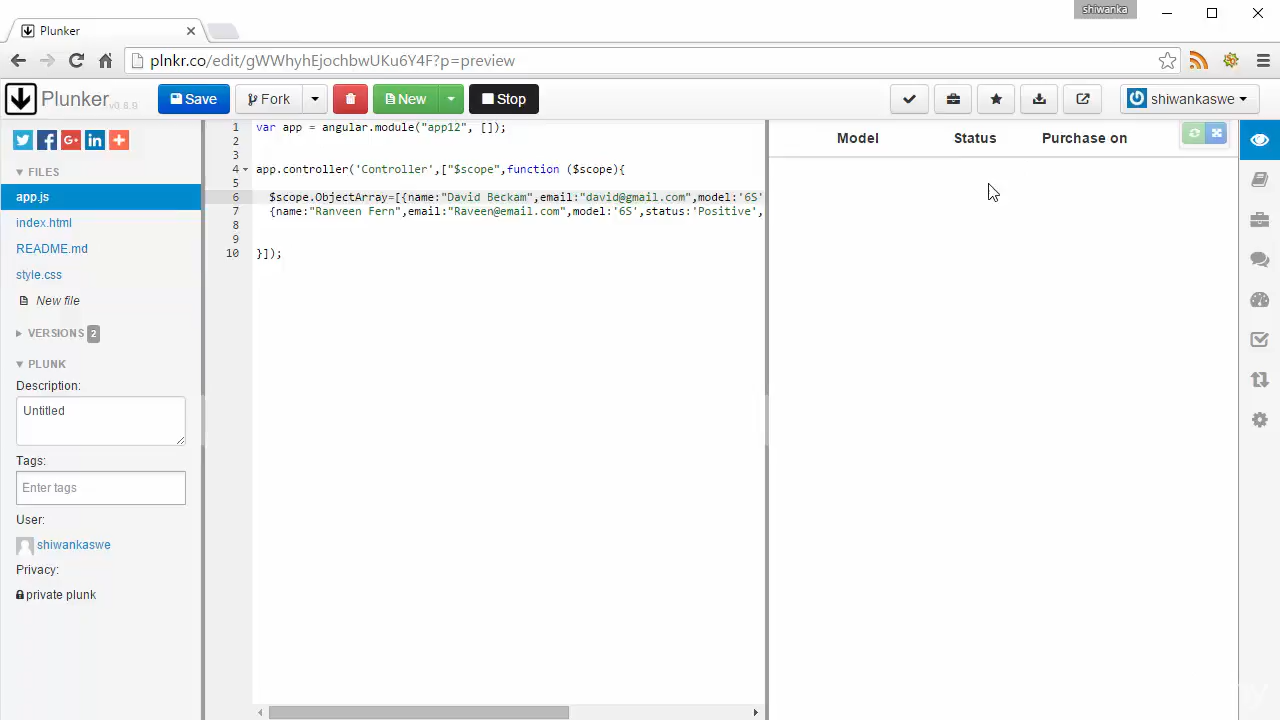 shiwanka
Plunker
plnkr.co/edit/gWWhyhEjochbwUKu6Y4F?p=preview
Plunker v0.8.9
Save
Fork
New
Stop
shiwankaswe
FILES
app.js
index.html
README.md
style.css
New file
VERSIONS 2
PLUNK
Description:
Untitled
Tags:
Enter tags
User:
shiwankaswe
Privacy:
private plunk
1 var app = angular.module("app12", []);
2
3
4 app.controller('Controller',["$scope",function ($scope){
5
6 $scope.ObjectArray=[{name:"David Beckam",email:"david@gmail.com",model:'6S'
7 {name:"Ranveen Fern",email:"Raveen@email.com",model:'6S',status:'Positive',
8
9
10 }]);
Model Status Purchase on